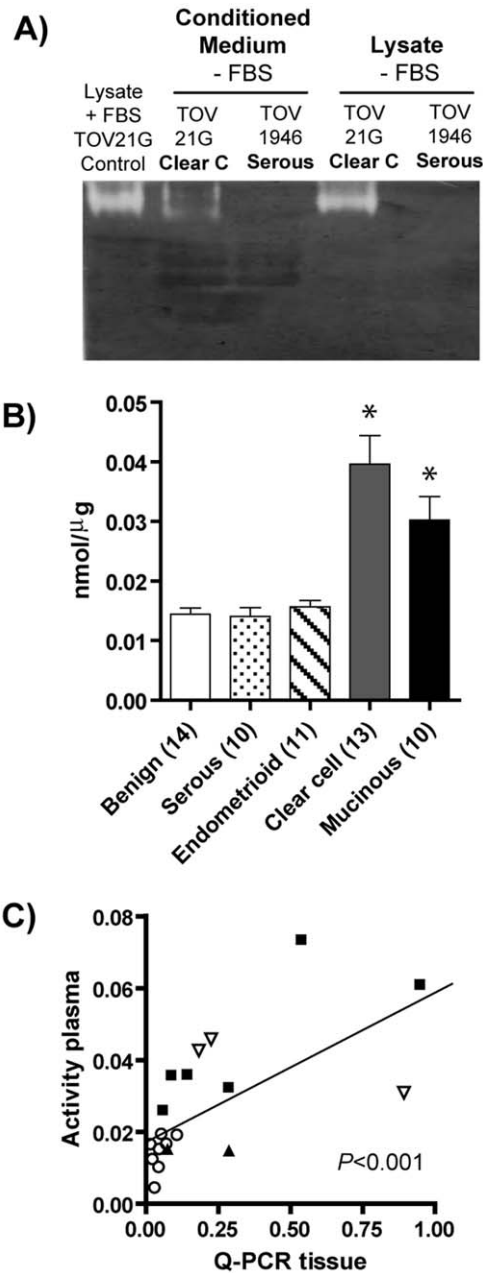 A)
Conditioned
Medium
- FBS
Lysate
- FBS
Lysate
+ FBS
TOV21G
Control
TOV
21G
Clear C
TOV
1946
Serous
TOV
21G
Clear C
TOV
1946
Serous
B)
nmol/µg
0.05
0.04
0.03
0.02
0.01
0.00
*
*
Benign (14)
Serous (10)
Endometrioid (11)
Clear cell (13)
Mucinous (10)
C)
Activity plasma
0.08
0.06
0.04
0.02
0.00
P<0.001
0.00
0.25
0.50
0.75
1.00
Q-PCR tissue